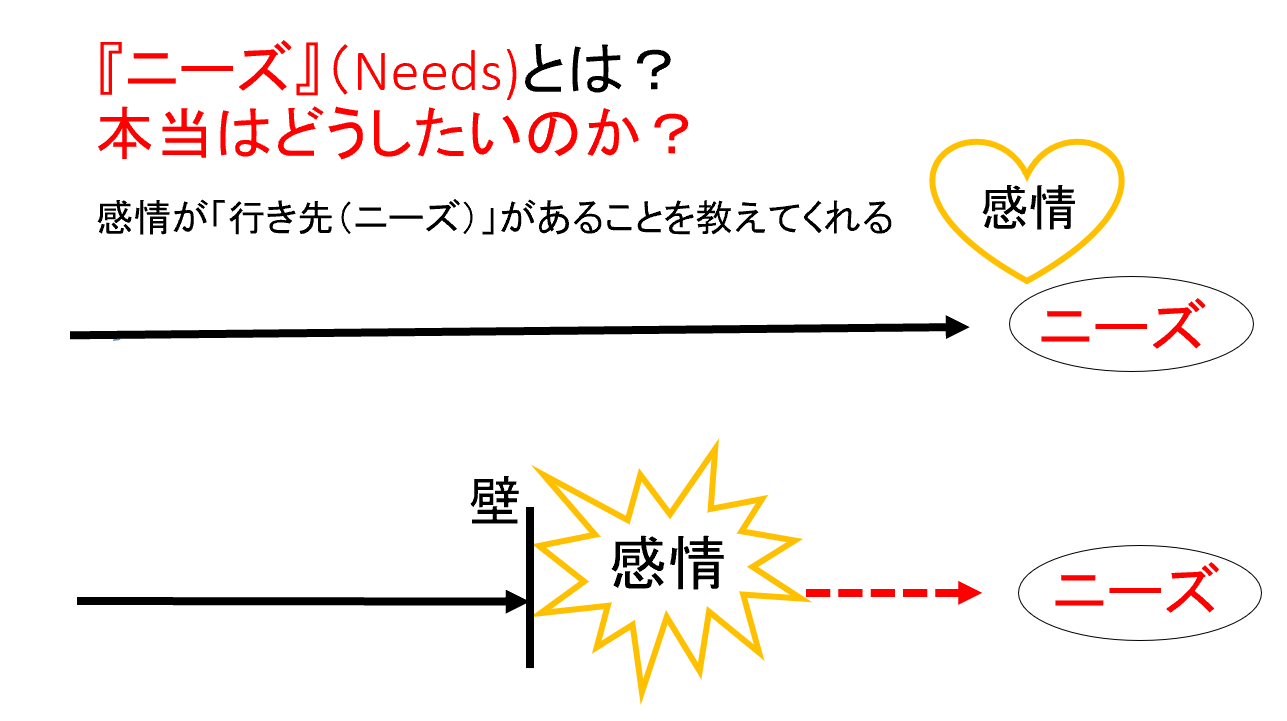 『ニーズ』（Needs)とは？
本当はどうしたいのか？
感情が「行き先（ニーズ）」があることを教えてくれる
感情
ニーズ
壁
感情
ニーズ